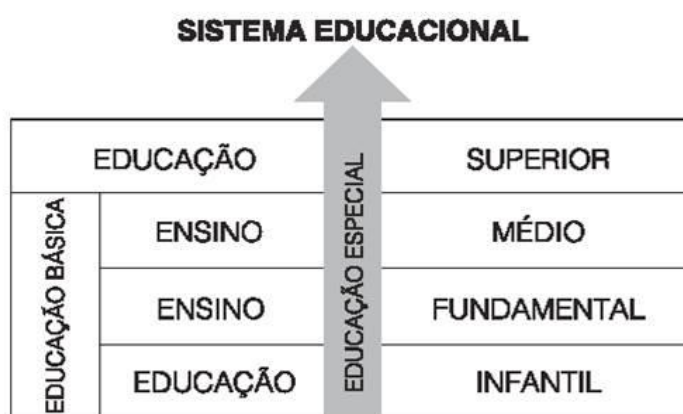 SISTEMA EDUCACIONAL
EDUCAÇÃO SUPERIOR
EDUCAÇÃO BÁSICA
ENSINO MÉDIO
ENSINO FUNDAMENTAL
EDUCAÇÃO INFANTIL
EDUCAÇÃO ESPECIAL